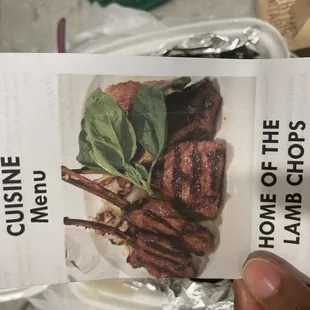 CUISINE
Menu
HOME OF THE
LAMB CHOPS